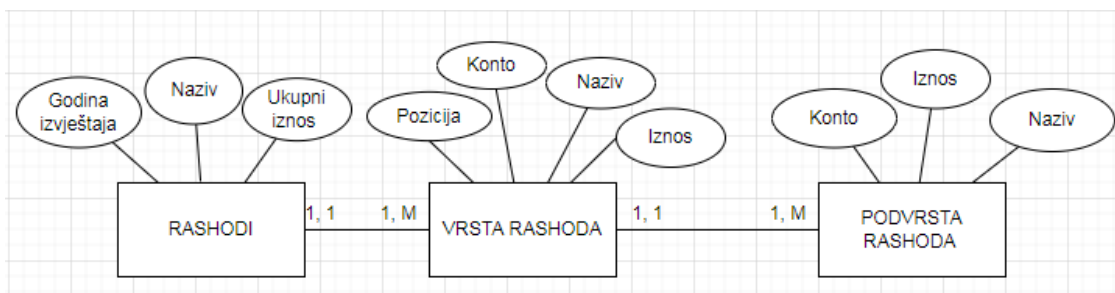 Godina
izvještaja
Naziv
Ukupni
iznos
Pozicija
Konto
Naziv
Iznos
Konto
Iznos
Naziv
RASHODI
1, 1
1, M
VRSTA RASHODA
1, 1
1, M
PODVRSTA
RASHODA